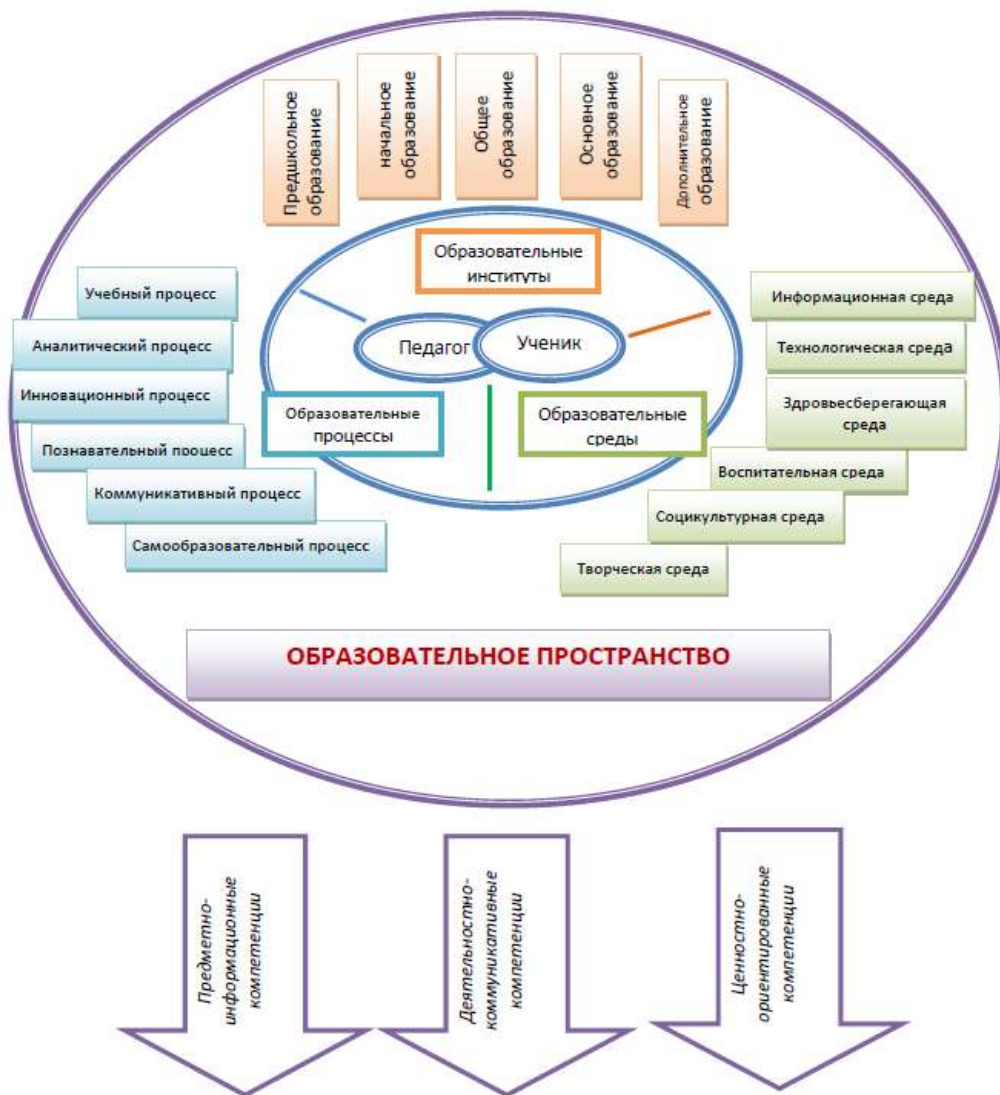 Предшкольное
образование
начальное
образование
Общее
образование
Основное
образование
Дополнительное
образование
Образовательные
институты
Педагог
Ученик
Образовательные
процессы
Образовательные
среды
Учебный процесс
Аналитический процесс
Инновационный процесс
Познавательный процесс
Коммуникативный процесс
Самообразовательный процесс
Информационная среда
Технологическая среда
Здровьесберегающая
среда
Воспитательная среда
Социкультурная среда
Творческая среда
ОБРАЗОВАТЕЛЬНОЕ ПРОСТРАНСТВО
Предметно-
информационные
компетенции
Деятельностно-
коммуникативные
компетенции
Ценностно-
ориентированные
компетенции